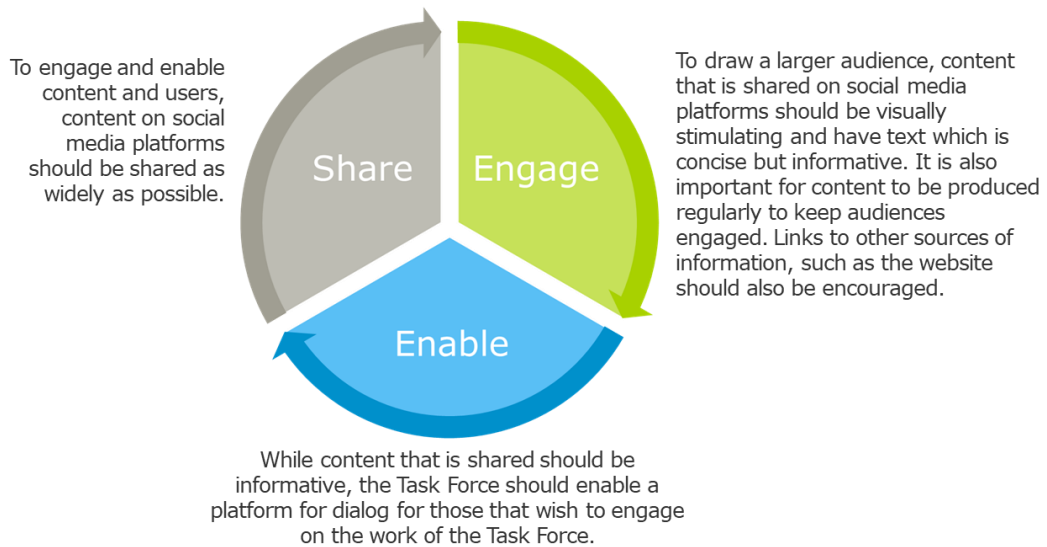 To engage and enable
content and users,
content on social
media platforms
should be shared as
widely as possible.
Share
Engage
To draw a larger audience, content
that is shared on social media
platforms should be visually
stimulating and have text which is
concise but informative. It is also
important for content to be produced
regularly to keep audiences
engaged. Links to other sources of
information, such as the website
should also be encouraged.
Enable
While content that is shared should be
informative, the Task Force should enable a
platform for dialog for those that wish to engage
on the work of the Task Force.